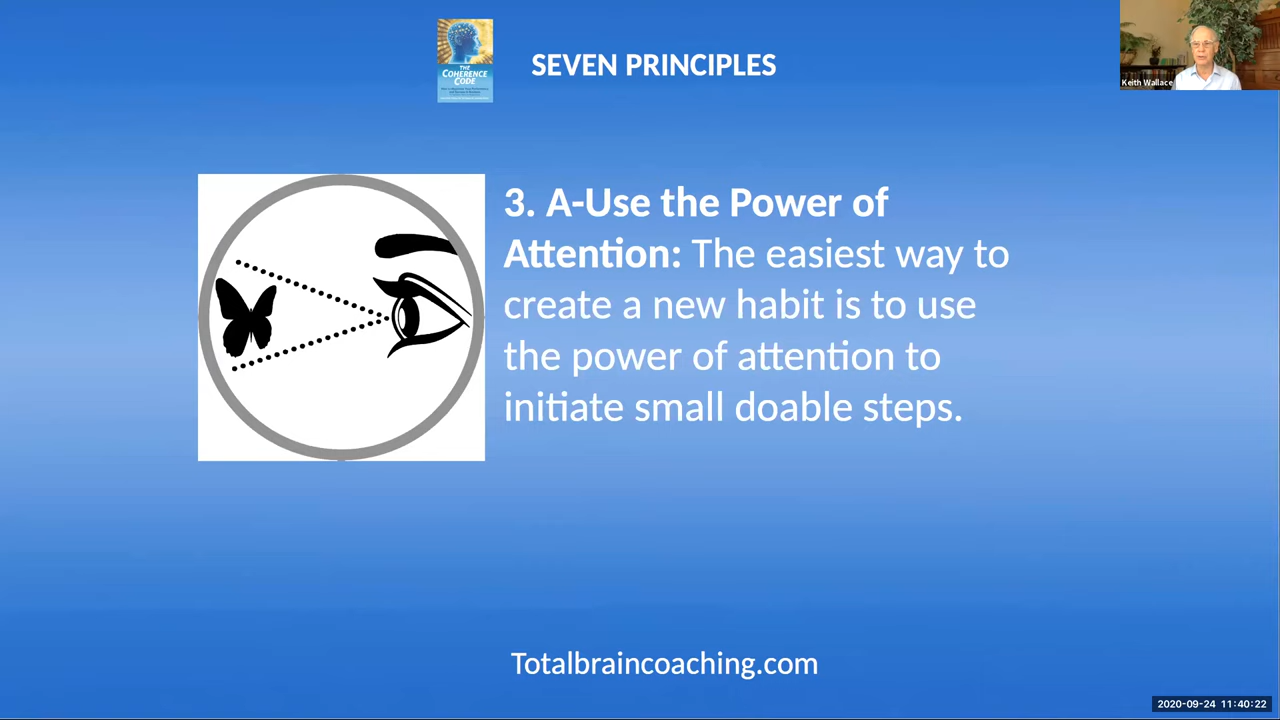 THE
COHERENCE
CODE
SEVEN PRINCIPLES
Keith Wallace
3. A-Use the Power of
Attention: The easiest way to
create a new habit is to use
the power of attention to
initiate small doable steps.
Totalbraincoaching.com
2020-09-24 11:40:22